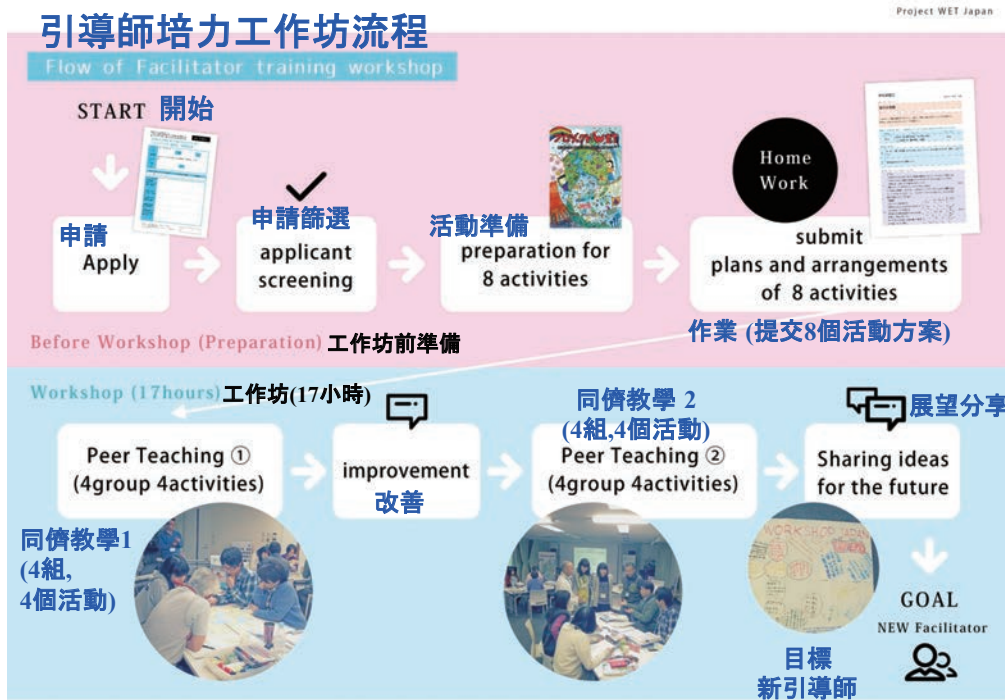 Project WET Japan
引導師培力工作坊流程
Flow of Facilitator training workshop
START 開始
申請
Apply
申請篩選
applicant
screening
活動準備
preparation for
8 activities
Home
Work
submit
plans and arrangements
of 8 activities
作業 (提交8個活動方案)
Before Workshop (Preparation) 工作坊前準備
Workshop (17hours) 工作坊(17小時)
Peer Teaching ①
(4group 4activities)
同儕教學1
(4組,
4個活動)
improvement
改善
同儕教學 2
(4組,4個活動)
Peer Teaching ②
(4group 4activities)
展望分享
Sharing ideas
for the future
GOAL
NEW Facilitator
目標
新引導師